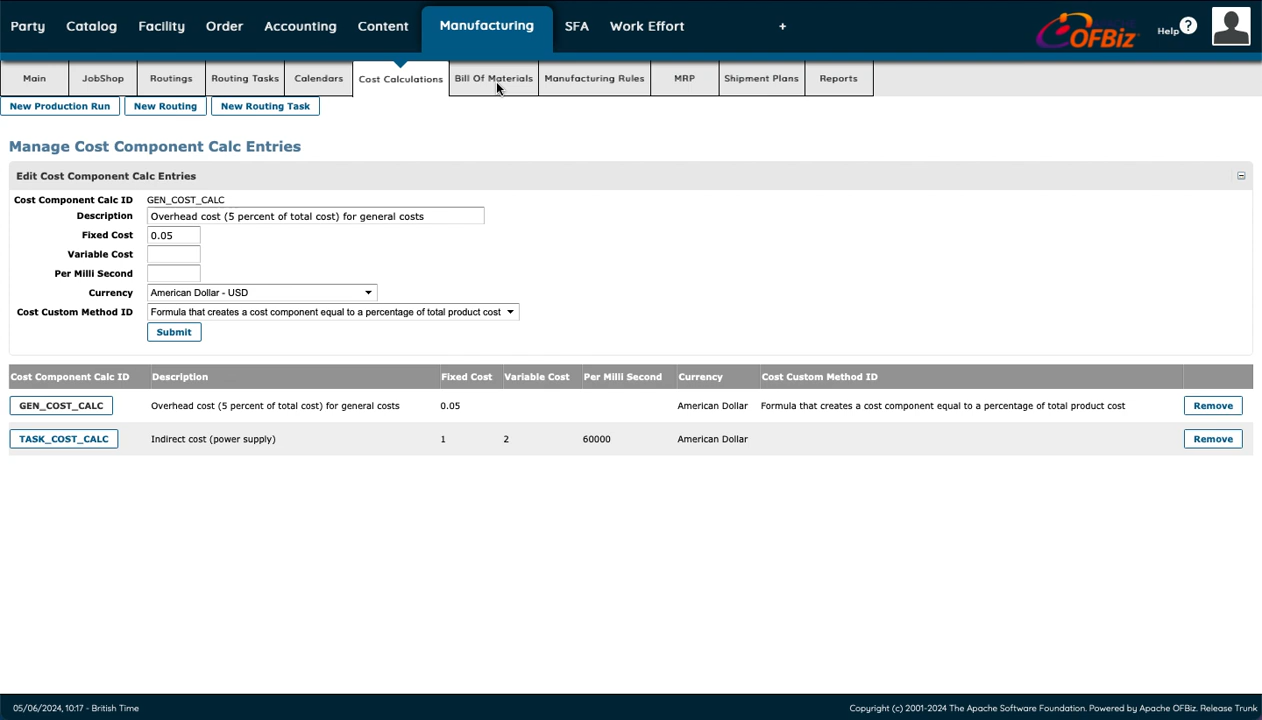 Party Catalog Facility Order Accounting Content Manufacturing SFA Work Effort + APACHE OFBiz Help ?
Main JobShop Routings Routing Tasks Calendars Cost Calculations Bill Of Materials Manufacturing Rules MRP Shipment Plans Reports
New Production Run New Routing New Routing Task
Manage Cost Component Calc Entries
Edit Cost Component Calc Entries
Cost Component Calc ID GEN_COST_CALC
Description Overhead cost (5 percent of total cost) for general costs
Fixed Cost 0.05
Variable Cost
Per Milli Second
Currency American Dollar - USD
Cost Custom Method ID Formula that creates a cost component equal to a percentage of total product cost
Submit
Cost Component Calc ID Description Fixed Cost Variable Cost Per Milli Second Currency Cost Custom Method ID
GEN_COST_CALC Overhead cost (5 percent of total cost) for general costs 0.05 American Dollar Formula that creates a cost component equal to a percentage of total product cost Remove
TASK_COST_CALC Indirect cost (power supply) 1 2 60000 American Dollar Remove
05/06/2024, 10:17 - British Time Copyright (c) 2001-2024 The Apache Software Foundation. Powered by Apache OFBiz. Release Trunk